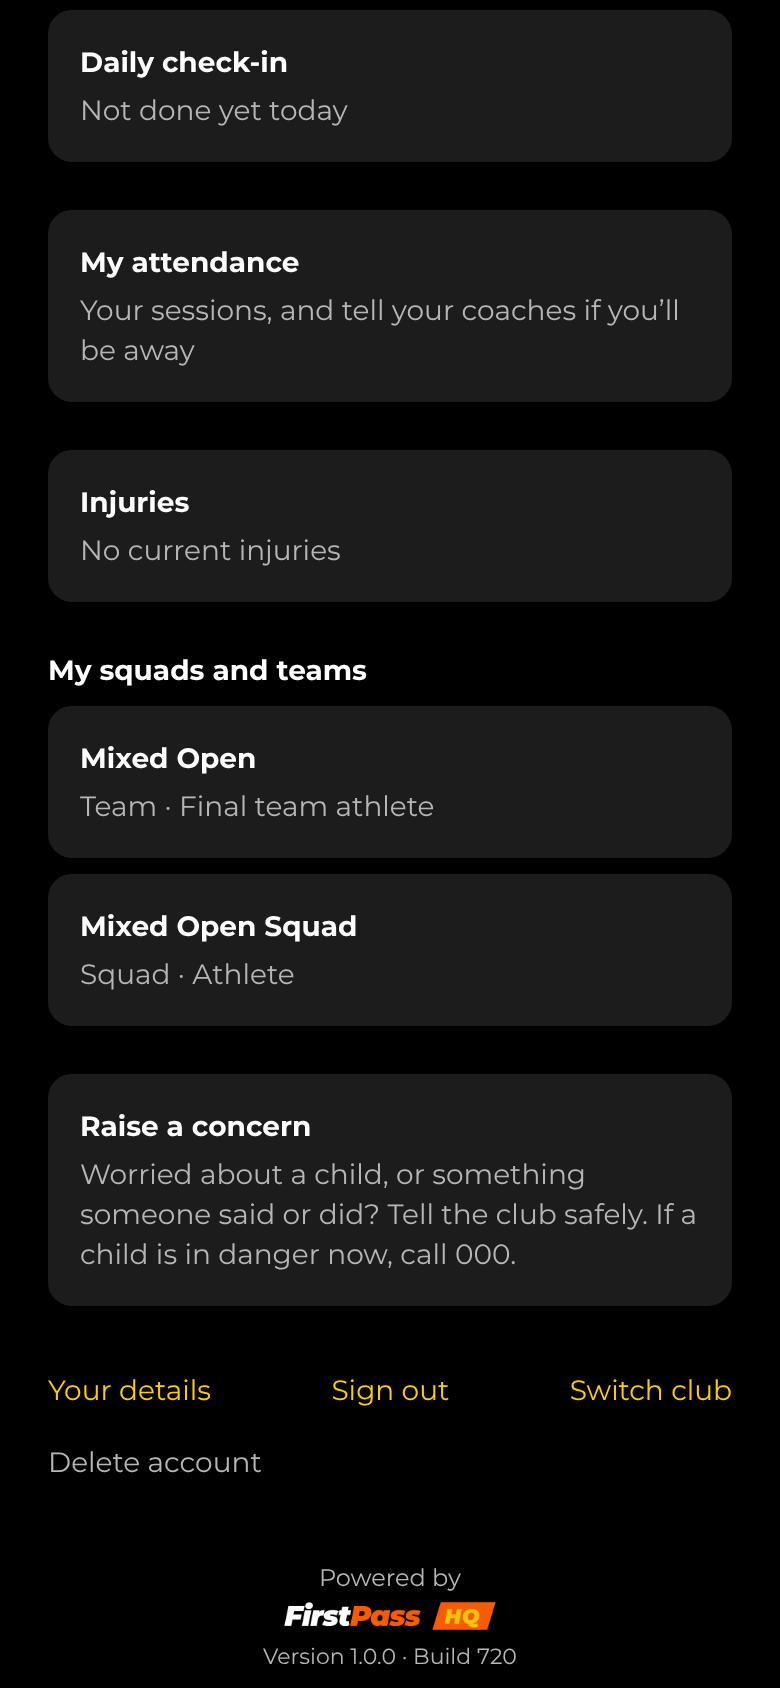 Daily check-in
Not done yet today
My attendance
Your sessions, and tell your coaches if you’ll
be away
Injuries
No current injuries
My squads and teams
Mixed Open
Team · Final team athlete
Mixed Open Squad
Squad · Athlete
Raise a concern
Worried about a child, or something
someone said or did? Tell the club safely. If a
child is in danger now, call 000.
Your details Sign out Switch club
Delete account
Powered by
FirstPass HQ
Version 1.0.0 · Build 720